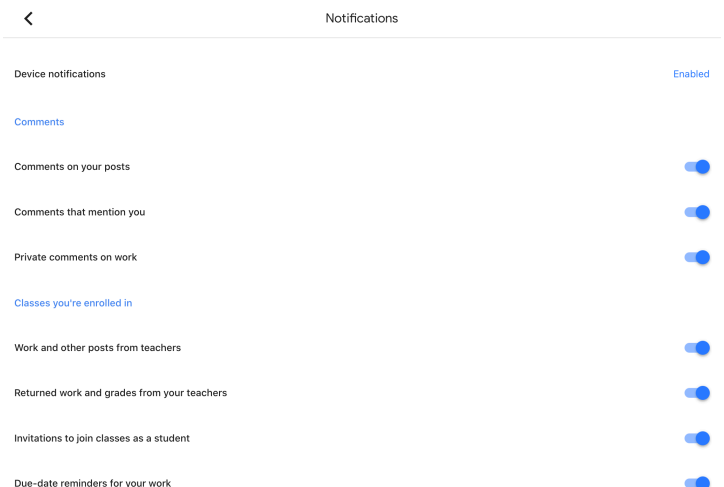 Notifications
Device notifications Enabled
Comments
Comments on your posts
Comments that mention you
Private comments on work
Classes you're enrolled in
Work and other posts from teachers
Returned work and grades from your teachers
Invitations to join classes as a student
Due-date reminders for your work